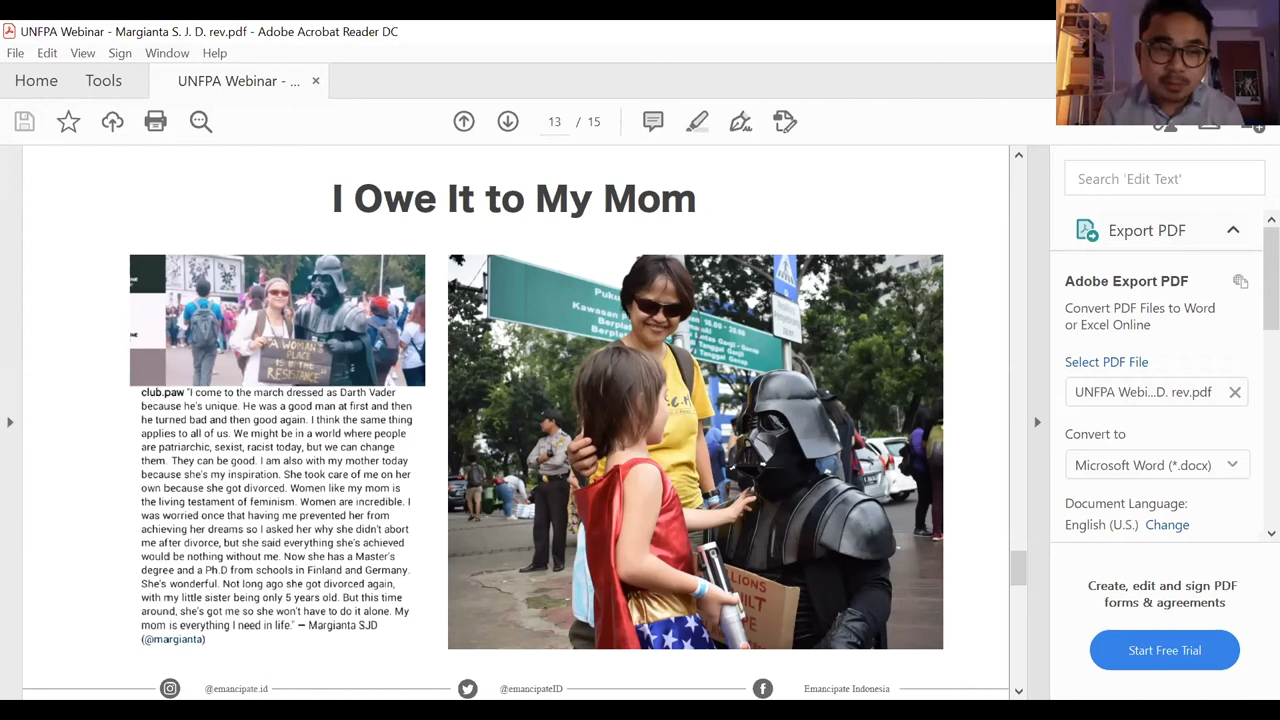 UNFPA Webinar - Margianta S. J. D. rev.pdf - Adobe Acrobat Reader DC
File Edit View Sign Window Help
Home Tools UNFPA Webinar - ... ×
13 / 15
I Owe It to My Mom
"A WOMAN'S
PLACE
IS IN THE
RESISTANCE"
club.paw "I come to the march dressed as Darth Vader
because he's unique. He was a good man at first and then
he turned bad and then good again. I think the same thing
applies to all of us. We might be in a world where people
are patriarchic, sexist, racist today, but we can change
them. They can be good. I am also with my mother today
because she's my inspiration. She took care of me on her
own because she got divorced. Women like my mom is
the living testament of feminism. Women are incredible. I
was worried once that having me prevented her from
achieving her dreams so I asked her why she didn't abort
me after divorce, but she said everything she's achieved
would be nothing without me. Now she has a Master's
degree and a Ph.D from schools in Finland and Germany.
She's wonderful. Not long ago she got divorced again,
with my little sister being only 5 years old. But this time
around, she's got me so she won't have to do it alone. My
mom is everything I need in life." – Margianta SJD
(@margianta)
Kawasan
@emancipate.id @emancipateID Emancipate Indonesia
Search 'Edit Text'
Export PDF
Adobe Export PDF
Convert PDF Files to Word
or Excel Online
Select PDF File
UNFPA Webi...D. rev.pdf
Convert to
Microsoft Word (*.docx)
Document Language:
English (U.S.) Change
Create, edit and sign PDF
forms & agreements
Start Free Trial